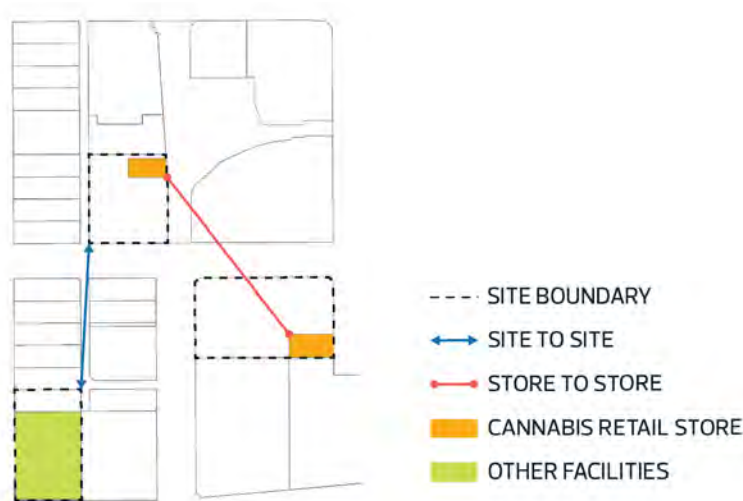 SITE BOUNDARY
SITE TO SITE
STORE TO STORE
CANNABIS RETAIL STORE
OTHER FACILITIES